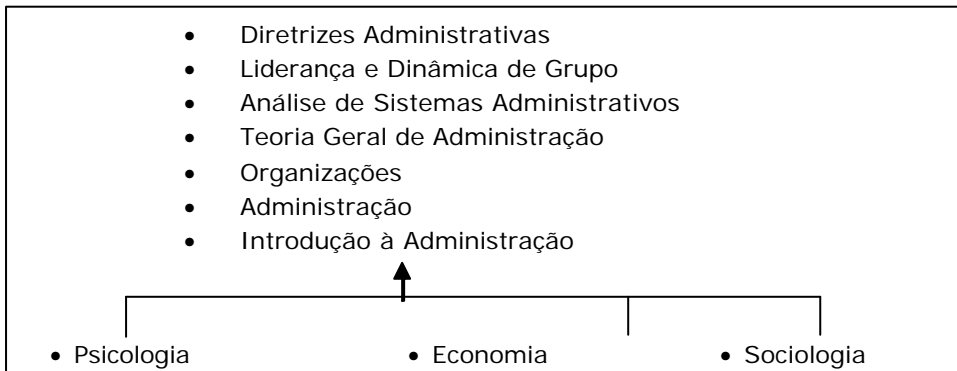 • Diretrizes Administrativas
• Liderança e Dinâmica de Grupo
• Análise de Sistemas Administrativos
• Teoria Geral de Administração
• Organizações
• Administração
• Introdução à Administração
• Psicologia • Economia • Sociologia